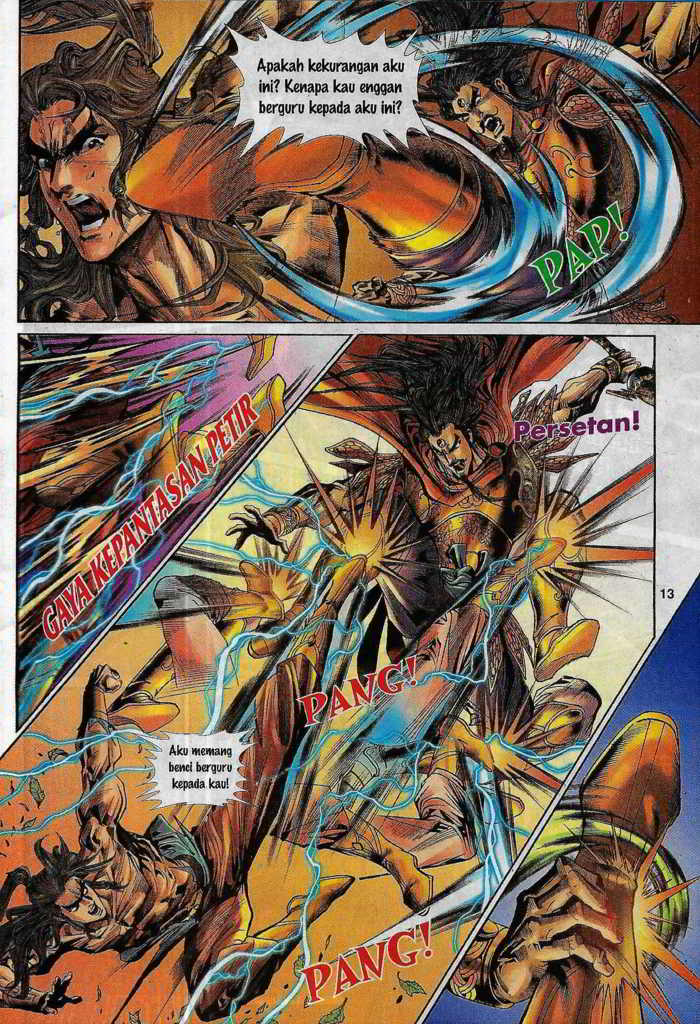 Apakah kekurangan aku
ini? Kenapa kau enggan
berguru kepada aku ini?
PAP!
GAYA KEPANTASAN PETIR
Persetan!
13
PANG!
Aku memang
benci berguru
kepada kau!
PANG!